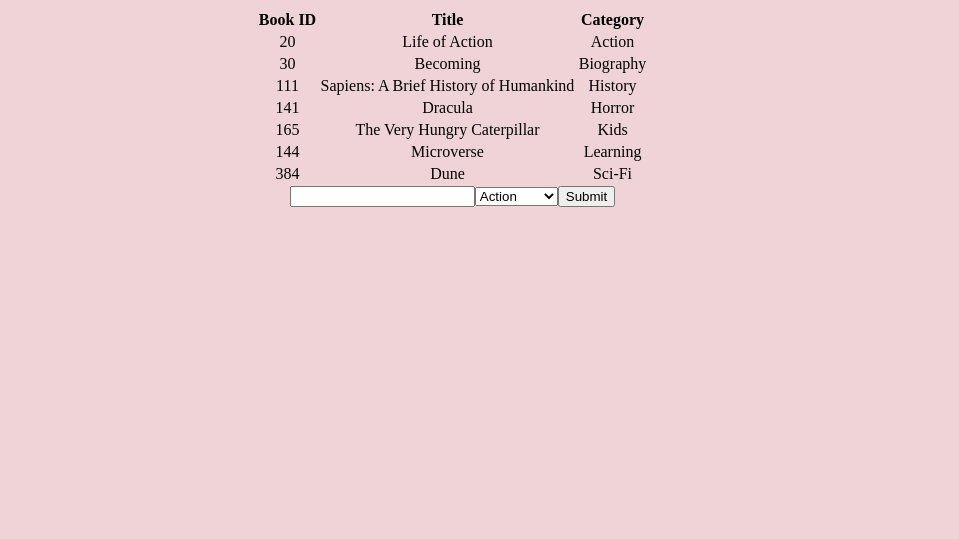 Book ID Title Category
20 Life of Action Action
30 Becoming Biography
111 Sapiens: A Brief History of Humankind History
141 Dracula Horror
165 The Very Hungry Caterpillar Kids
144 Microverse Learning
384 Dune Sci-Fi
Action Submit